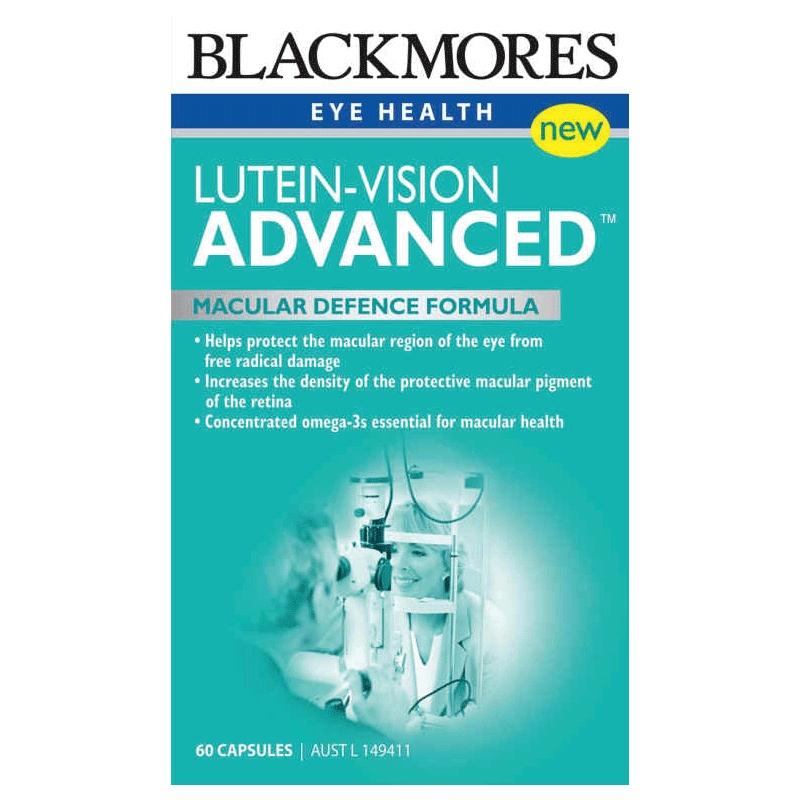 BLACKMORES
EYE HEALTH
new
LUTEIN-VISION
ADVANCED™
MACULAR DEFENCE FORMULA
• Helps protect the macular region of the eye from
free radical damage
• Increases the density of the protective macular pigment
of the retina
• Concentrated omega-3s essential for macular health
60 CAPSULES | AUST L 149411